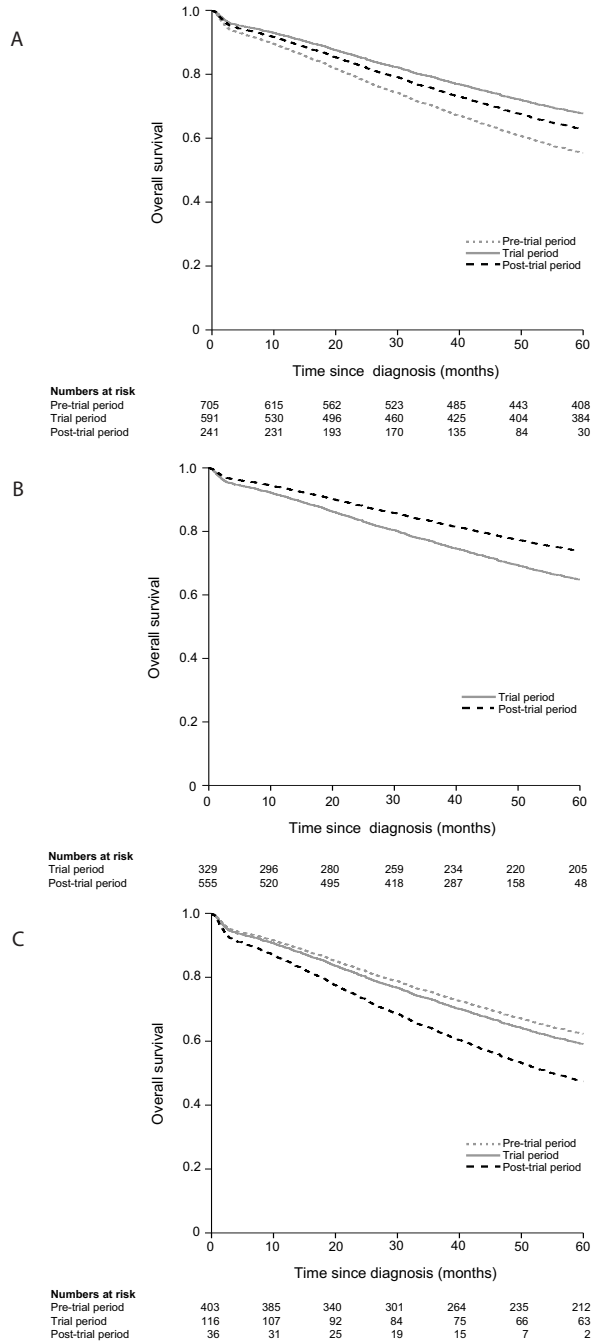 A
Overall survival
1.0
0.8
0.6
0.4
0.2
0
Pre-trial period
Trial period
Post-trial period
0 10 20 30 40 50 60
Time since diagnosis (months)
Numbers at risk
Pre-trial period 705 615 562 523 485 443 408
Trial period 591 530 496 460 425 404 384
Post-trial period 241 231 193 170 135 84 30
B
Overall survival
1.0
0.8
0.6
0.4
0.2
0
Trial period
Post-trial period
0 10 20 30 40 50 60
Time since diagnosis (months)
Numbers at risk
Trial period 329 296 280 259 234 220 205
Post-trial period 555 520 495 418 287 158 48
C
Overall survival
1.0
0.8
0.6
0.4
0.2
0
Pre-trial period
Trial period
Post-trial period
0 10 20 30 40 50 60
Time since diagnosis (months)
Numbers at risk
Pre-trial period 403 385 340 301 264 235 212
Trial period 116 107 92 84 75 66 63
Post-trial period 36 31 25 19 15 7 2